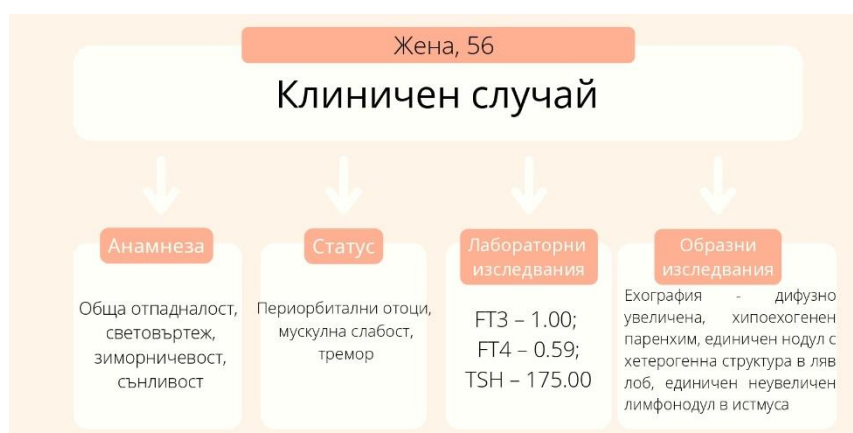 Жена, 56
Клиничен случай
Анамнеза
Обща отпадналост,
световъртеж,
зиморничевост,
сънливост
Статус
Периорбитални отоци,
мускулна слабост,
тремор
Лабораторни
изследвания
FT3 – 1.00;
FT4 – 0.59;
TSH – 175.00
Образни
изследвания
Ехография - дифузно
увеличена, хипоехогенен
паренхим, единичен нодул с
хетерогенна структура в ляв
лоб, единичен неувеличен
лимфонодул в истмуса